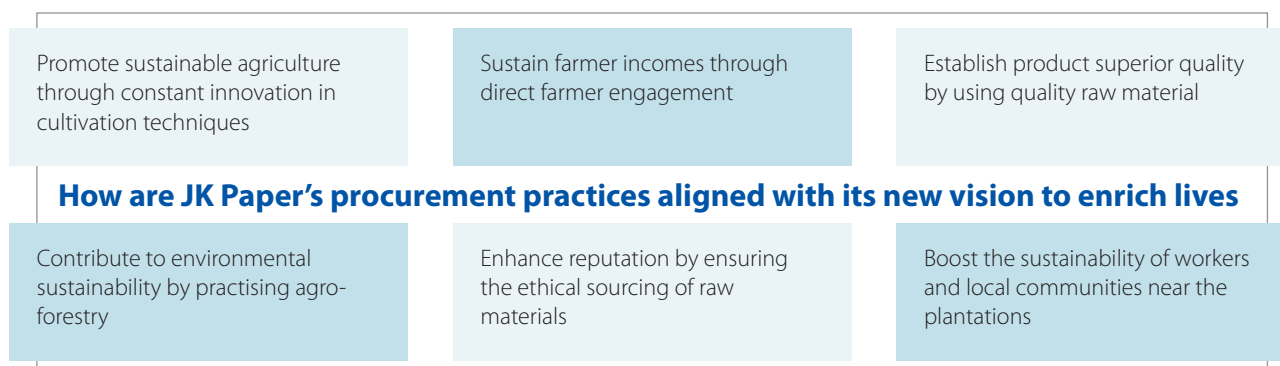 Promote sustainable agriculture
through constant innovation in
cultivation techniques
Sustain farmer incomes through
direct farmer engagement
Establish product superior quality
by using quality raw material
How are JK Paper’s procurement practices aligned with its new vision to enrich lives
Contribute to environmental
sustainability by practising agro-
forestry
Enhance reputation by ensuring
the ethical sourcing of raw
materials
Boost the sustainability of workers
and local communities near the
plantations